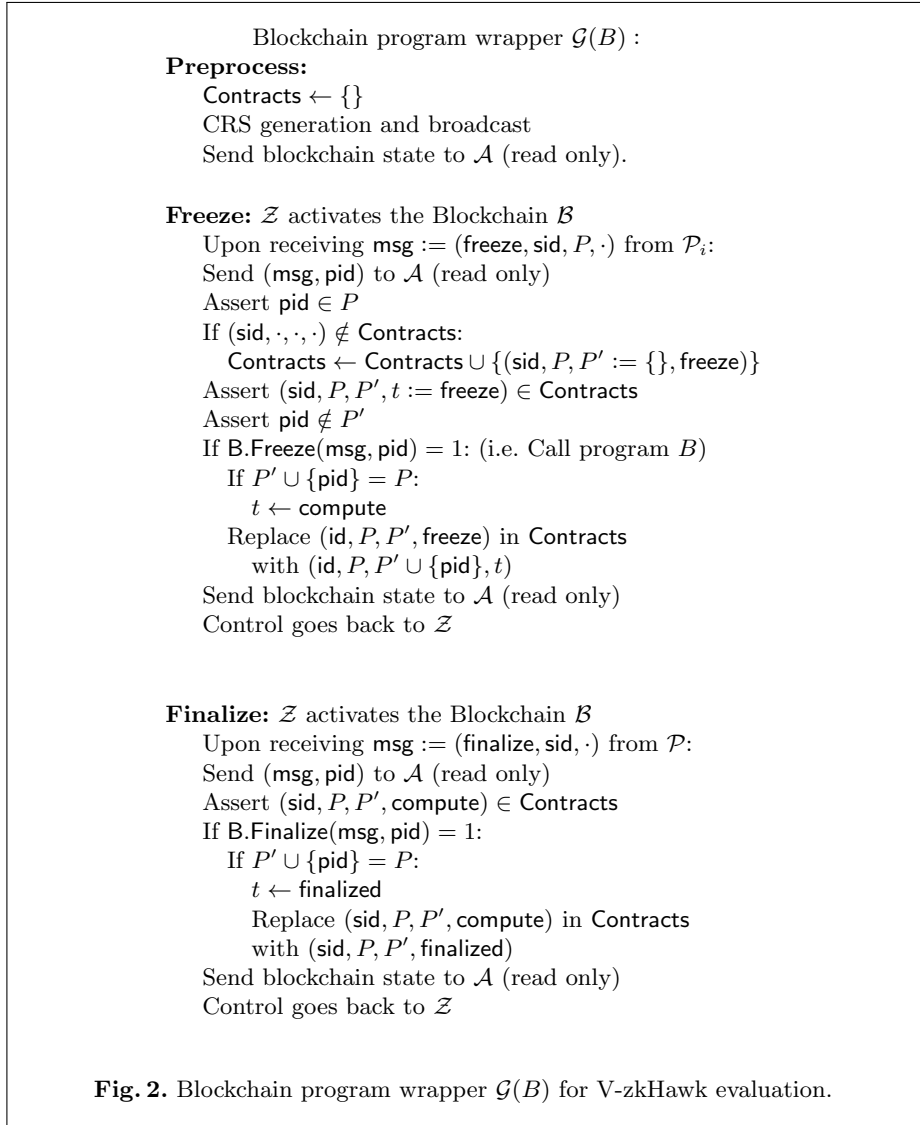 Blockchain program wrapper 𝒢(B) :
Preprocess:
Contracts ← {}
CRS generation and broadcast
Send blockchain state to 𝒜 (read only).
Freeze: 𝒵 activates the Blockchain ℬ
Upon receiving msg := (freeze, sid, P, ·) from 𝒫ᵢ:
Send (msg, pid) to 𝒜 (read only)
Assert pid ∈ P
If (sid, ·, ·, ·) ∉ Contracts:
Contracts ← Contracts ∪ {(sid, P, P′ := {}, freeze)}
Assert (sid, P, P′, t := freeze) ∈ Contracts
Assert pid ∉ P′
If B.Freeze(msg, pid) = 1: (i.e. Call program B)
If P′ ∪ {pid} = P:
t ← compute
Replace (id, P, P′, freeze) in Contracts
with (id, P, P′ ∪ {pid}, t)
Send blockchain state to 𝒜 (read only)
Control goes back to 𝒵
Finalize: 𝒵 activates the Blockchain ℬ
Upon receiving msg := (finalize, sid, ·) from 𝒫:
Send (msg, pid) to 𝒜 (read only)
Assert (sid, P, P′, compute) ∈ Contracts
If B.Finalize(msg, pid) = 1:
If P′ ∪ {pid} = P:
t ← finalized
Replace (sid, P, P′, compute) in Contracts
with (sid, P, P′, finalized)
Send blockchain state to 𝒜 (read only)
Control goes back to 𝒵
Fig. 2. Blockchain program wrapper 𝒢(B) for V-zkHawk evaluation.